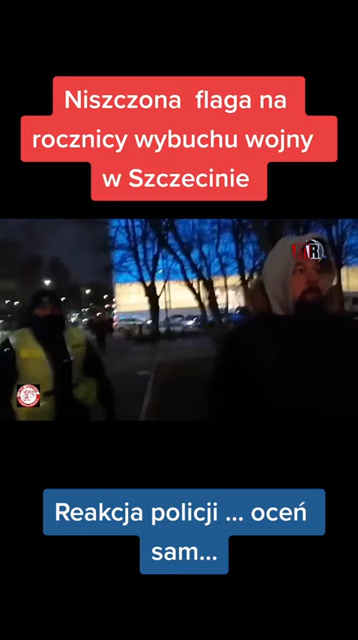 Niszczona flaga na
rocznicy wybuchu wojny
w Szczecinie
Reakcja policji ... oceń
sam...